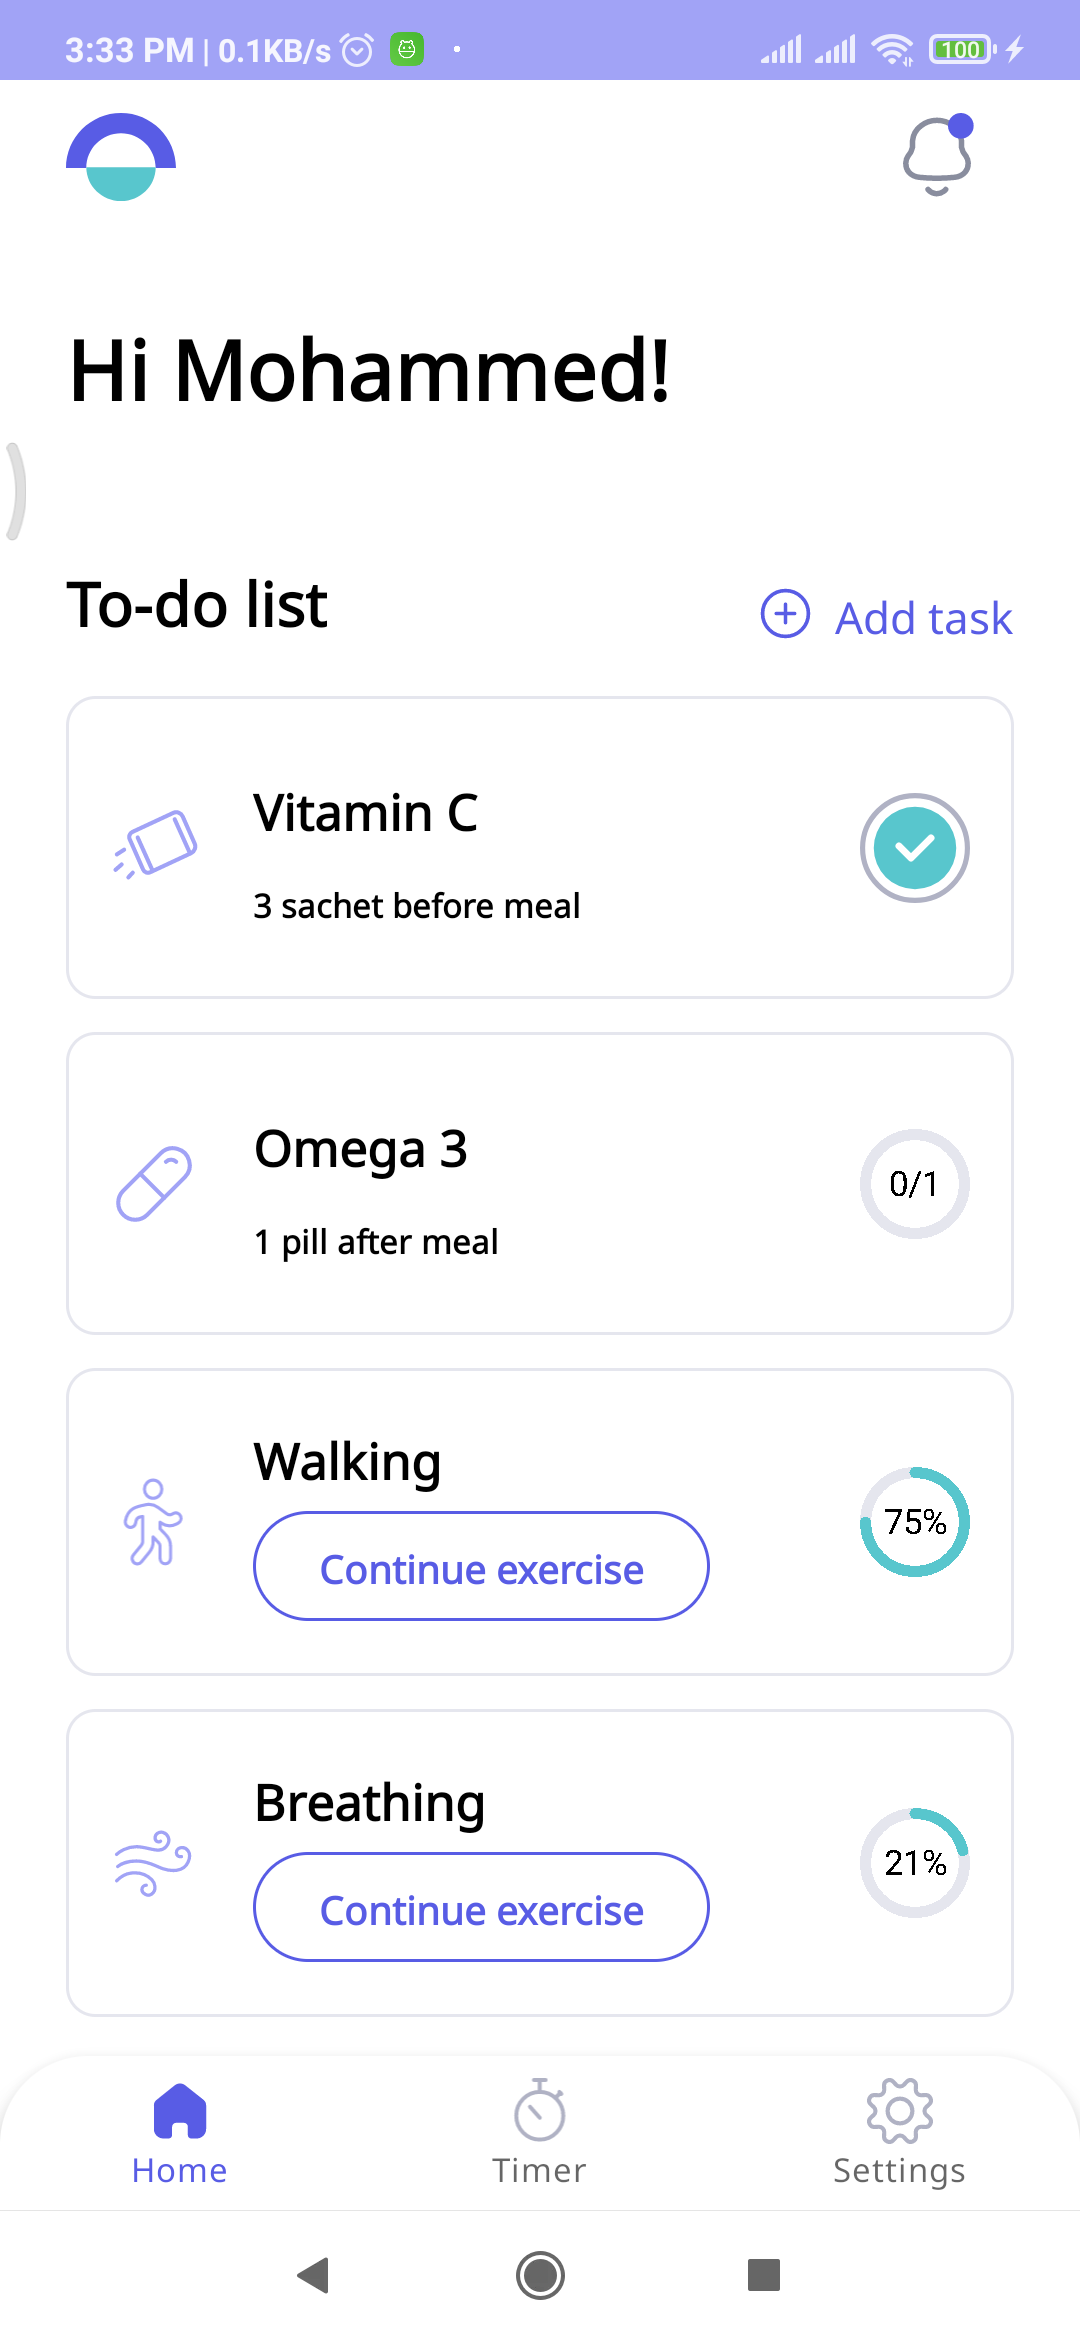 3:33 PM | 0.1KB/s
100
Hi Mohammed!
To-do list
Add task
Vitamin C
3 sachet before meal
Omega 3
1 pill after meal
0/1
Walking
Continue exercise
75%
Breathing
Continue exercise
21%
Home
Timer
Settings